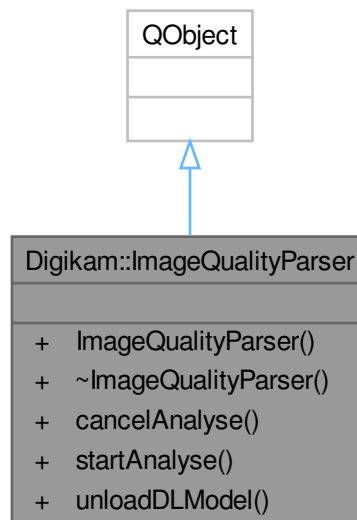 QObject
Digikam::ImageQualityParser
+ ImageQualityParser()
+ ~ImageQualityParser()
+ cancelAnalyse()
+ startAnalyse()
+ unloadDLModel()